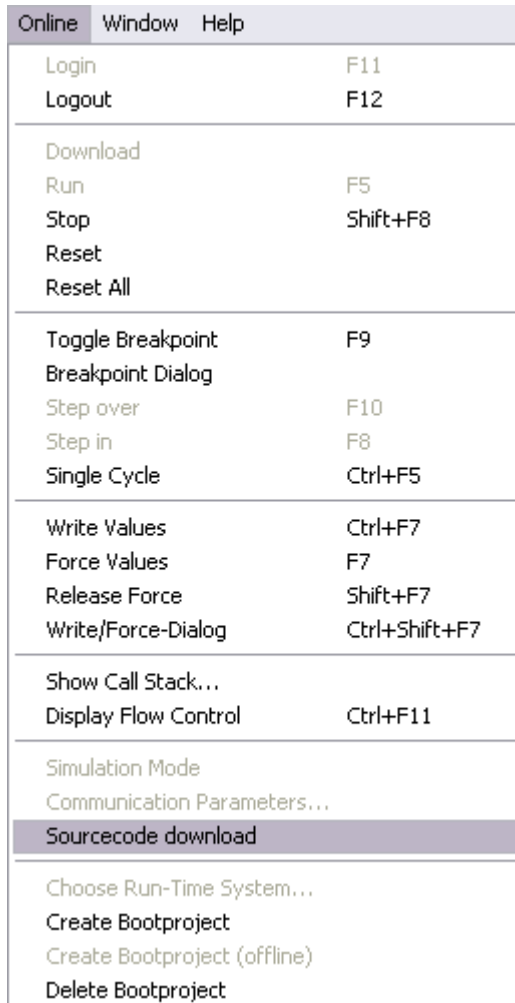 Online Window Help
Login F11
Logout F12
Download
Run F5
Stop Shift+F8
Reset
Reset All
Toggle Breakpoint F9
Breakpoint Dialog
Step over F10
Step in F8
Single Cycle Ctrl+F5
Write Values Ctrl+F7
Force Values F7
Release Force Shift+F7
Write/Force-Dialog Ctrl+Shift+F7
Show Call Stack...
Display Flow Control Ctrl+F11
Simulation Mode
Communication Parameters...
Sourcecode download
Choose Run-Time System...
Create Bootproject
Create Bootproject (offline)
Delete Bootproject